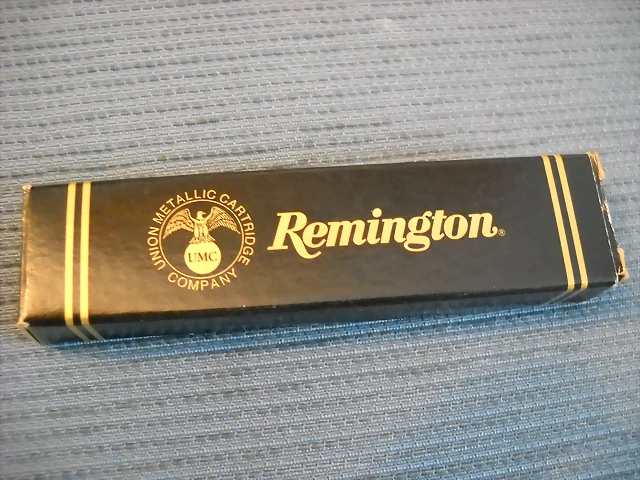 UNION METALLIC CARTRIDGE COMPANY
UMC
Remington®